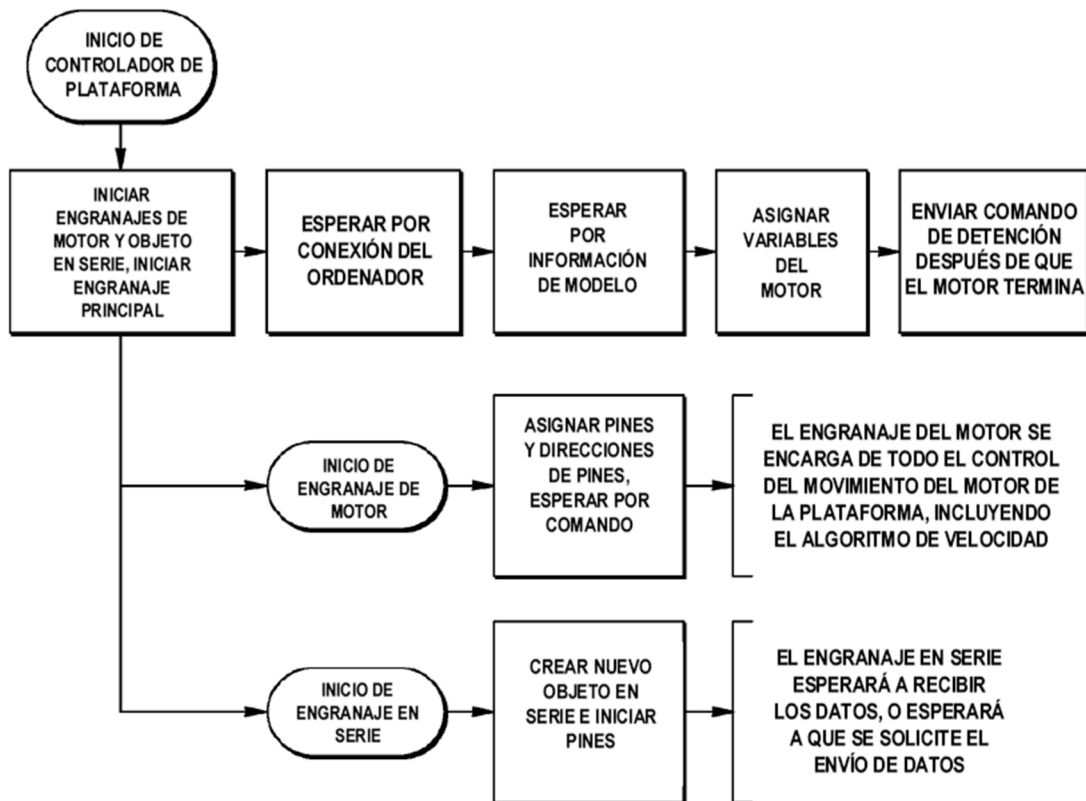 INICIO DE
CONTROLADOR DE
PLATAFORMA
INICIAR
ENGRANAJES DE
MOTOR Y OBJETO
EN SERIE, INICIAR
ENGRANAJE
PRINCIPAL
ESPERAR POR
CONEXIÓN DEL
ORDENADOR
ESPERAR
POR
INFORMACIÓN
DE MODELO
ASIGNAR
VARIABLES
DEL
MOTOR
ENVIAR COMANDO
DE DETENCIÓN
DESPUÉS DE QUE
EL MOTOR TERMINA
INICIO DE
ENGRANAJE DE
MOTOR
ASIGNAR PINES
Y DIRECCIONES
DE PINES,
ESPERAR POR
COMANDO
EL ENGRANAJE DEL MOTOR SE
ENCARGA DE TODO EL CONTROL
DEL MOVIMIENTO DEL MOTOR DE
LA PLATAFORMA, INCLUYENDO
EL ALGORITMO DE VELOCIDAD
INICIO DE
ENGRANAJE EN
SERIE
CREAR NUEVO
OBJETO EN
SERIE E INICIAR
PINES
EL ENGRANAJE EN SERIE
ESPERARÁ A RECIBIR
LOS DATOS, O ESPERARÁ
A QUE SE SOLICITE EL
ENVÍO DE DATOS